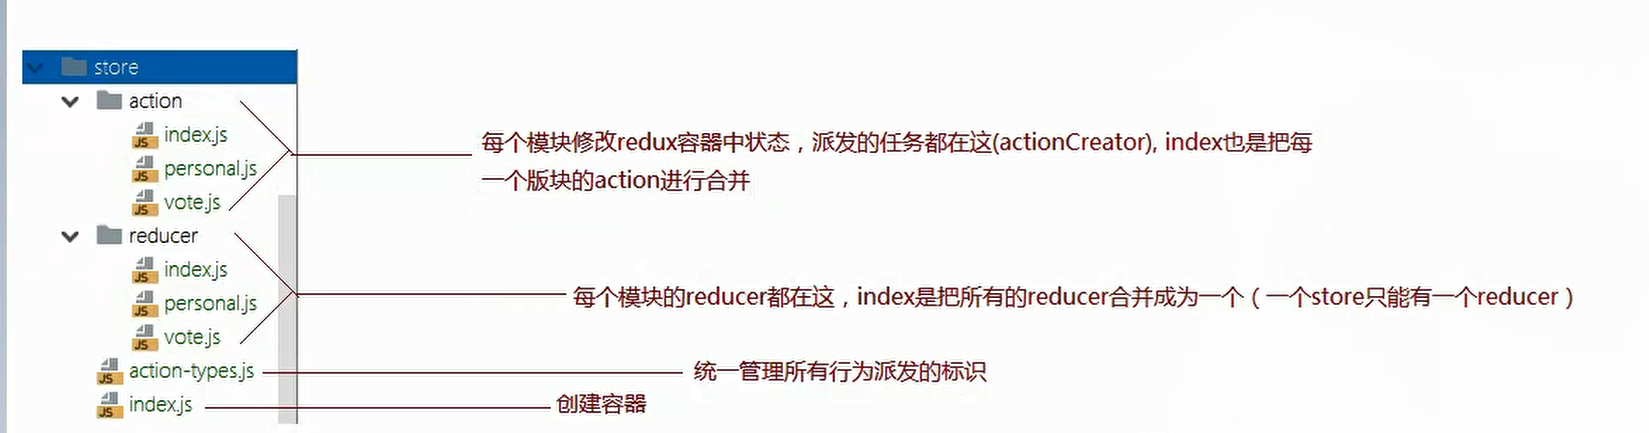 store
action
index.js
personal.js
vote.js
每个模块修改redux容器中状态，派发的任务都在这(actionCreator), index也是把每
一个版块的action进行合并
reducer
index.js
personal.js
vote.js
每个模块的reducer都在这，index是把所有的reducer合并成为一个（一个store只能有一个reducer）
action-types.js
统一管理所有行为派发的标识
index.js
创建容器